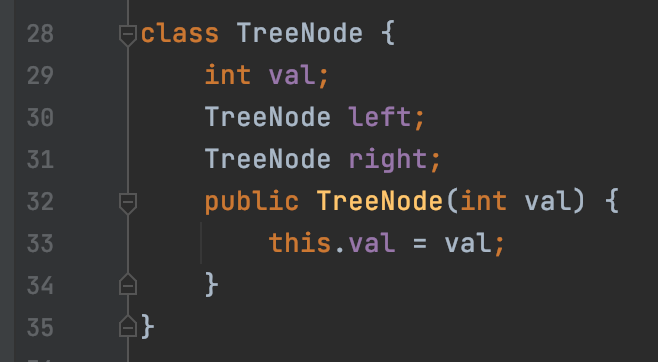 28 class TreeNode {
29 int val;
30 TreeNode left;
31 TreeNode right;
32 public TreeNode(int val) {
33 this.val = val;
34 }
35 }